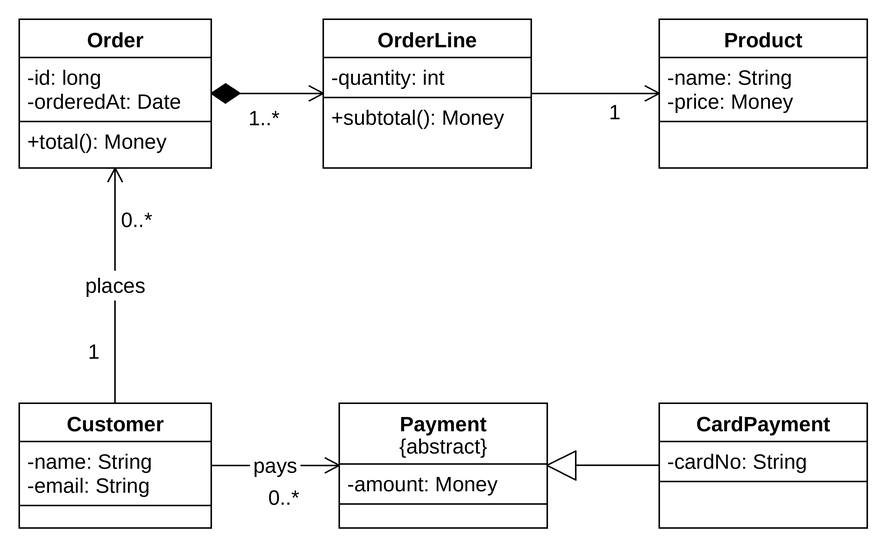 Order
-id: long
-orderedAt: Date
+total(): Money
1..*
OrderLine
-quantity: int
+subtotal(): Money
1
Product
-name: String
-price: Money
0..*
places
1
Customer
-name: String
-email: String
pays
0..*
Payment
{abstract}
-amount: Money
CardPayment
-cardNo: String